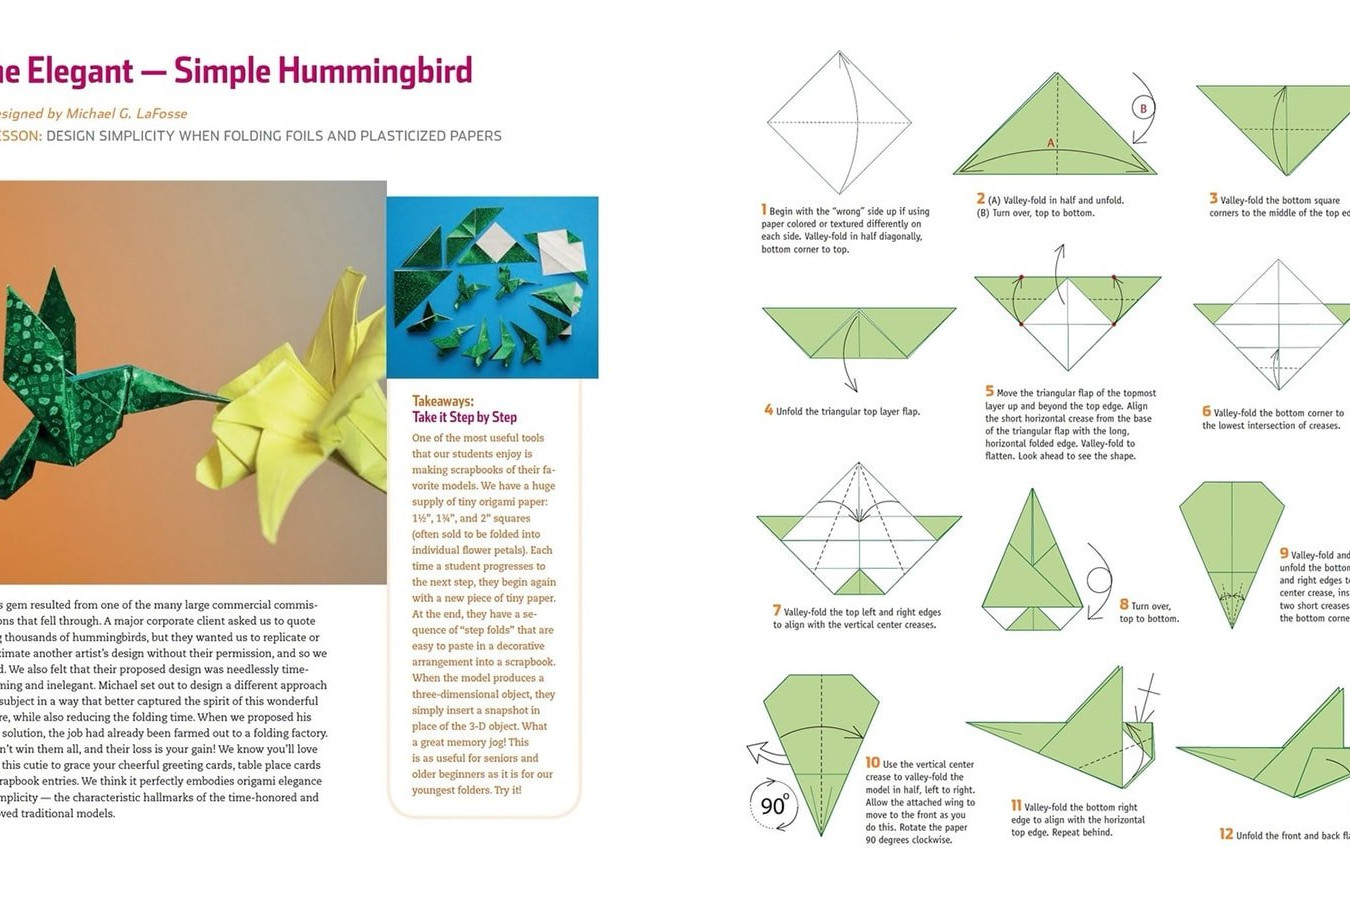 ne Elegant — Simple Hummingbird
esigned by Michael G. LaFosse
ESSON: DESIGN SIMPLICITY WHEN FOLDING FOILS AND PLASTICIZED PAPERS
s gem resulted from one of the many large commercial commis-
ons that fell through. A major corporate client asked us to quote
g thousands of hummingbirds, but they wanted us to replicate or
ximate another artist's design without their permission, and so we
d. We also felt that their proposed design was needlessly time-
ming and inelegant. Michael set out to design a different approach
subject in a way that better captured the spirit of this wonderful
re, while also reducing the folding time. When we proposed his
solution, the job had already been farmed out to a folding factory.
n't win them all, and their loss is your gain! We know you'll love
this cutie to grace your cheerful greeting cards, table place cards
rapbook entries. We think it perfectly embodies origami elegance
mplicity — the characteristic hallmarks of the time-honored and
oved traditional models.
Takeaways:
Take it Step by Step
One of the most useful tools
that our students enjoy is
making scrapbooks of their fa-
vorite models. We have a huge
supply of tiny origami paper:
1½", 1¾", and 2" squares
(often sold to be folded into
individual flower petals). Each
time a student progresses to
the next step, they begin again
with a new piece of tiny paper.
At the end, they have a se-
quence of “step folds” that are
easy to paste in a decorative
arrangement into a scrapbook.
When the model produces a
three-dimensional object, they
simply insert a snapshot in
place of the 3-D object. What
a great memory jog! This
is as useful for seniors and
older beginners as it is for our
youngest folders. Try it!
1 Begin with the “wrong” side up if using
paper colored or textured differently on
each side. Valley-fold in half diagonally,
bottom corner to top.
A
B
2 (A) Valley-fold in half and unfold.
(B) Turn over, top to bottom.
3 Valley-fold the bottom square
corners to the middle of the top ed
4 Unfold the triangular top layer flap.
5 Move the triangular flap of the topmost
layer up and beyond the top edge. Align
the short horizontal crease from the base
of the triangular flap with the long,
horizontal folded edge. Valley-fold to
flatten. Look ahead to see the shape.
6 Valley-fold the bottom corner to
the lowest intersection of creases.
7 Valley-fold the top left and right edges
to align with the vertical center creases.
8 Turn over,
top to bottom.
9 Valley-fold and
unfold the bottom
and right edges to
center crease, ins
two short creases
the bottom corne
90°
10 Use the vertical center
crease to valley-fold the
model in half, left to right.
Allow the attached wing to
move to the front as you
do this. Rotate the paper
90 degrees clockwise.
11 Valley-fold the bottom right
edge to align with the horizontal
top edge. Repeat behind.
12 Unfold the front and back fla